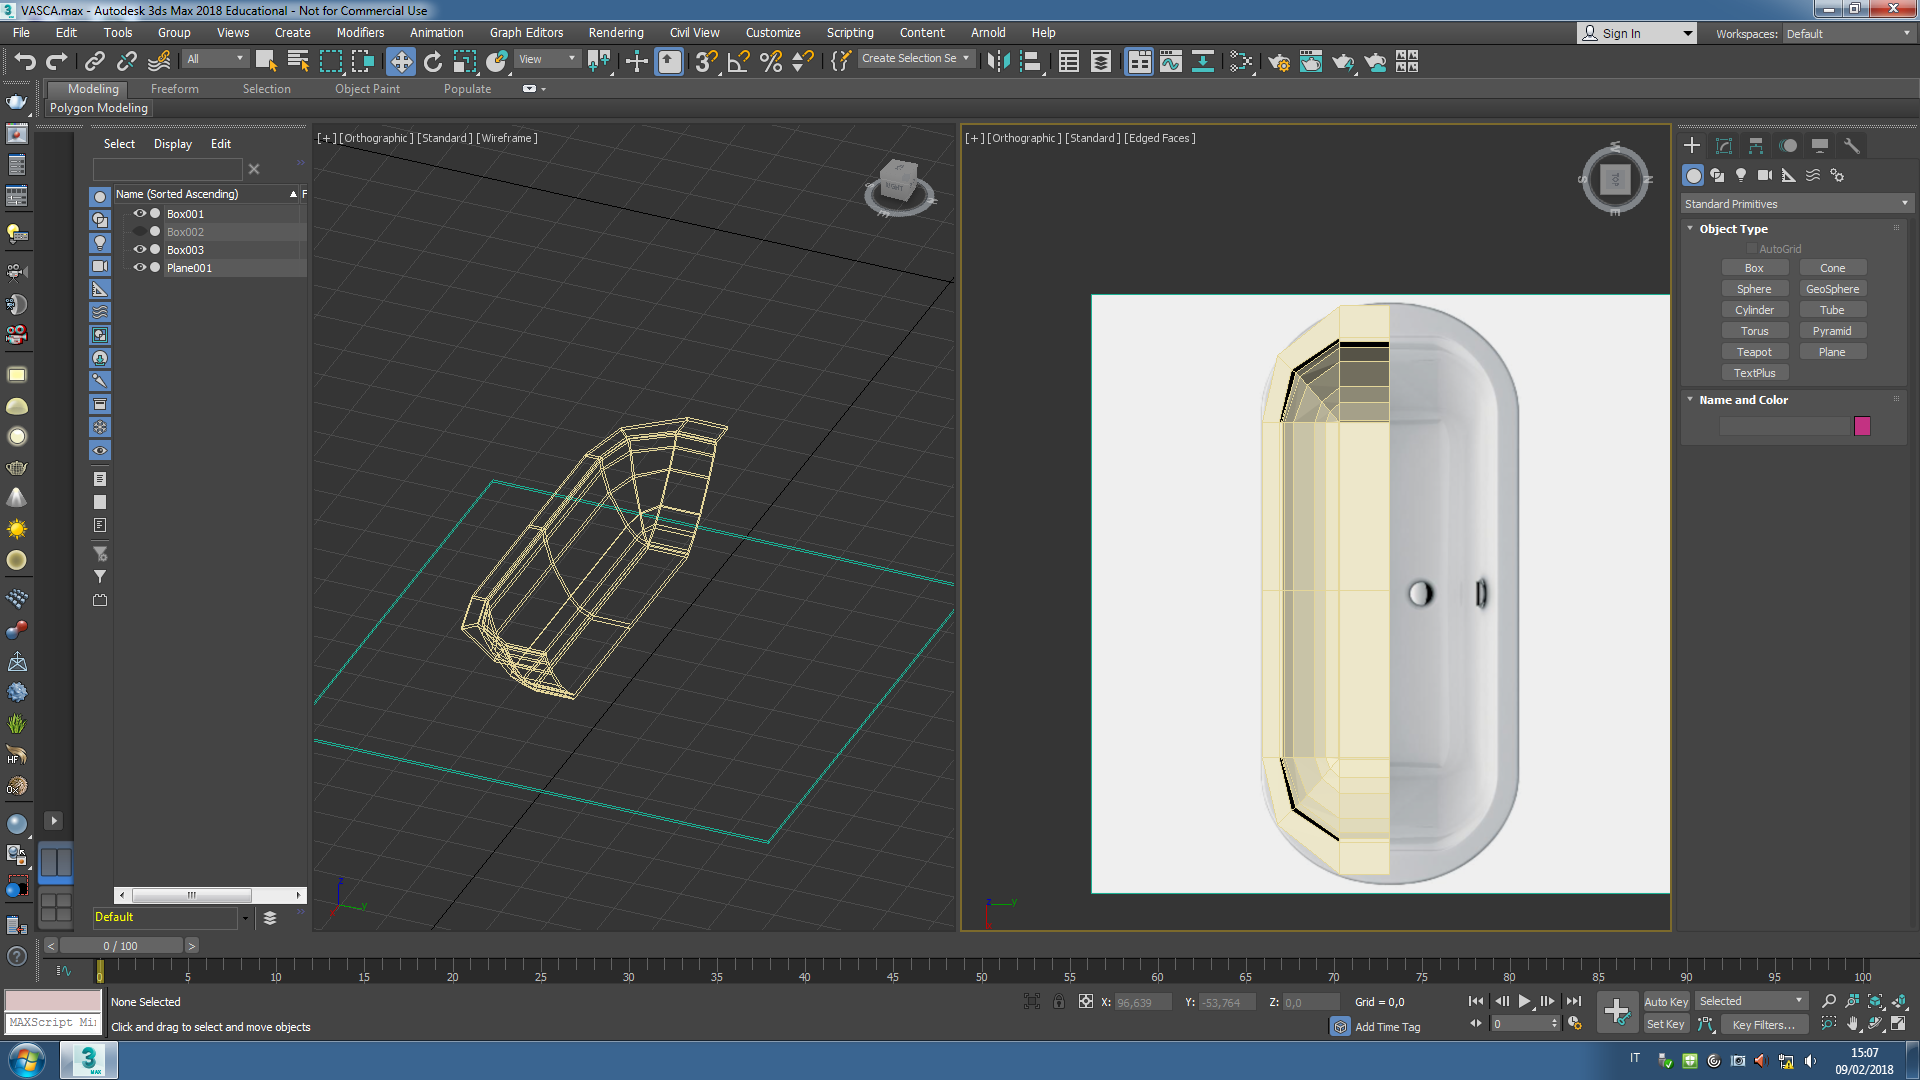 VASCA.max - Autodesk 3ds Max 2018 Educational - Not for Commercial Use
File Edit Tools Group Views Create Modifiers Animation Graph Editors Rendering Civil View Customize Scripting Content Arnold Help
Sign In
Workspaces: Default
All
View
Create Selection Se
Modeling Freeform Selection Object Paint Populate
Polygon Modeling
Select Display Edit
Name (Sorted Ascending) F
Box001
Box002
Box003
Plane001
Default
[+] [Orthographic] [Standard] [Wireframe]
[+] [Orthographic] [Standard] [Edged Faces]
TOP
W
S
N
E
RIGHT
z
y
z
y
Standard Primitives
Object Type
AutoGrid
Box Cone
Sphere GeoSphere
Cylinder Tube
Torus Pyramid
Teapot Plane
TextPlus
Name and Color
HF
< 0 / 100 >
0 5 10 15 20 25 30 35 40 45 50 55 60 65 70 75 80 85 90 95 100
None Selected
X: 96,639 Y: -53,764 Z: 0,0 Grid = 0,0
Auto Key Selected
MAXScript Mi
Click and drag to select and move objects
Add Time Tag
0
Set Key Key Filters...
3
MAX
IT
15:07
09/02/2018